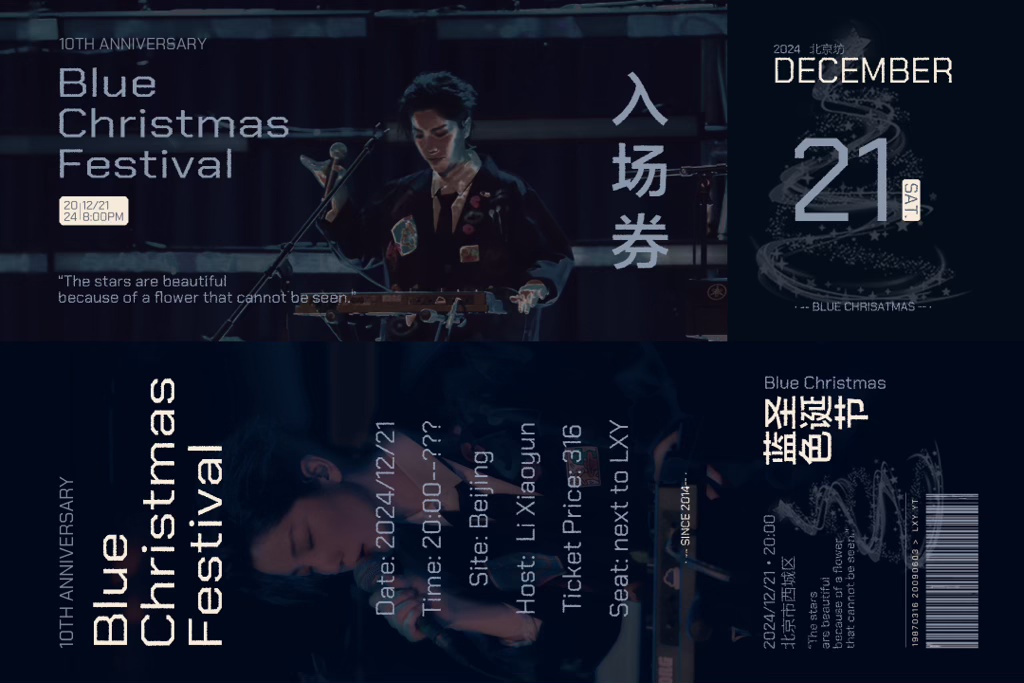 10TH ANNIVERSARY
Blue
Christmas
Festival
20 24 12/21
8:00PM
"The stars are beautiful
because of a flower that cannot be seen."
入场券
2024 北京坊
DECEMBER
21
SAT.
BLUE CHRISATMAS
10TH ANNIVERSARY
Blue
Christmas
Festival
Date: 2024/12/21
Time: 20:00--???
Site: Beijing
Host: Li Xiaoyun
Ticket Price: 316
Seat: next to LXY
--- SINCE 2014 ---
Blue Christmas
蓝色
圣诞节
2024/12/21 • 20:00
北京市西城区
"The stars
are beautiful
because of a flower
that cannot be seen."
19870316 20090603 > LXY.YT